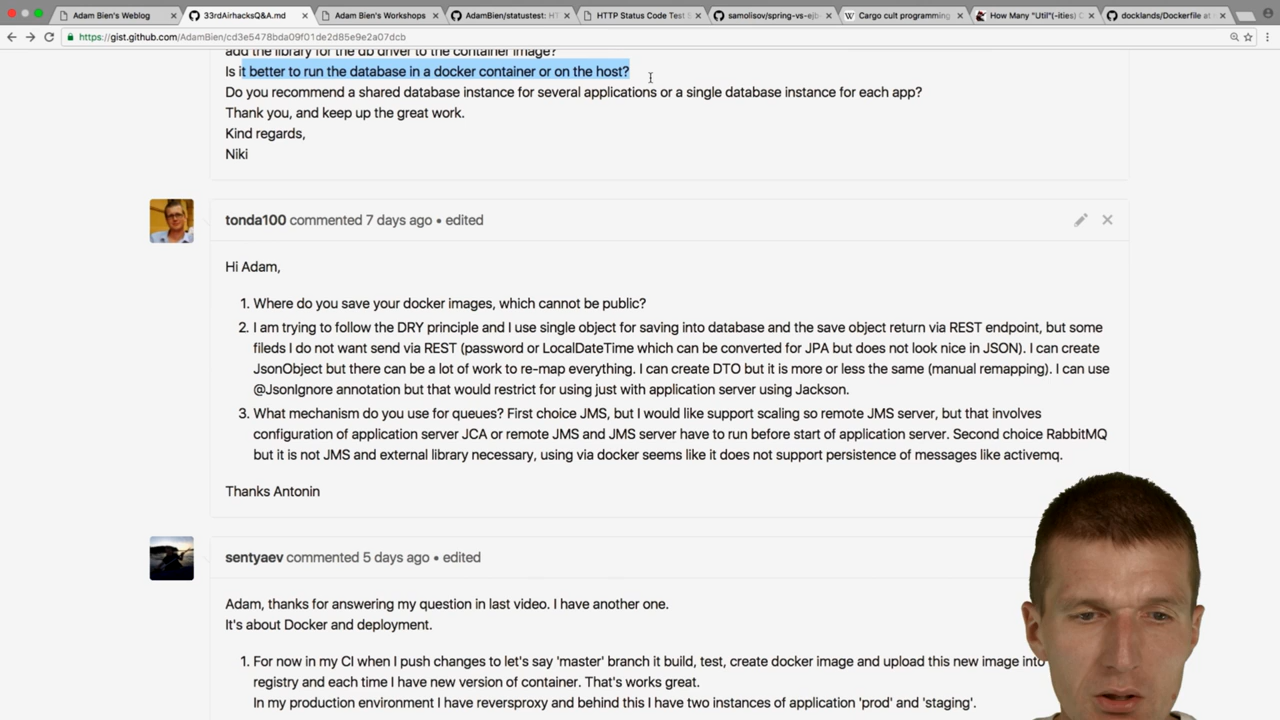 Adam Bien's Weblog
33rdAirhacksQ&A.md
Adam Bien's Workshops
AdamBien/statustest: HT
HTTP Status Code Test S
samolisov/spring-vs-ejb
Cargo cult programming
How Many "Util"(-ities) C
docklands/Dockerfile at
https://gist.github.com/AdamBien/cd3e5478bda09f01de2d85e9e2a07dcb
add the library for the db driver to the container image?
Is it better to run the database in a docker container or on the host?
Do you recommend a shared database instance for several applications or a single database instance for each app?
Thank you, and keep up the great work.
Kind regards,
Niki
tonda100 commented 7 days ago • edited
Hi Adam,
1. Where do you save your docker images, which cannot be public?
2. I am trying to follow the DRY principle and I use single object for saving into database and the save object return via REST endpoint, but some
fileds I do not want send via REST (password or LocalDateTime which can be converted for JPA but does not look nice in JSON). I can create
JsonObject but there can be a lot of work to re-map everything. I can create DTO but it is more or less the same (manual remapping). I can use
@JsonIgnore annotation but that would restrict for using just with application server using Jackson.
3. What mechanism do you use for queues? First choice JMS, but I would like support scaling so remote JMS server, but that involves
configuration of application server JCA or remote JMS and JMS server have to run before start of application server. Second choice RabbitMQ
but it is not JMS and external library necessary, using via docker seems like it does not support persistence of messages like activemq.
Thanks Antonin
sentyaev commented 5 days ago • edited
Adam, thanks for answering my question in last video. I have another one.
It's about Docker and deployment.
1. For now in my CI when I push changes to let's say 'master' branch it build, test, create docker image and upload this new image into
registry and each time I have new version of container. That's works great.
In my production environment I have reversproxy and behind this I have two instances of application 'prod' and 'staging'.